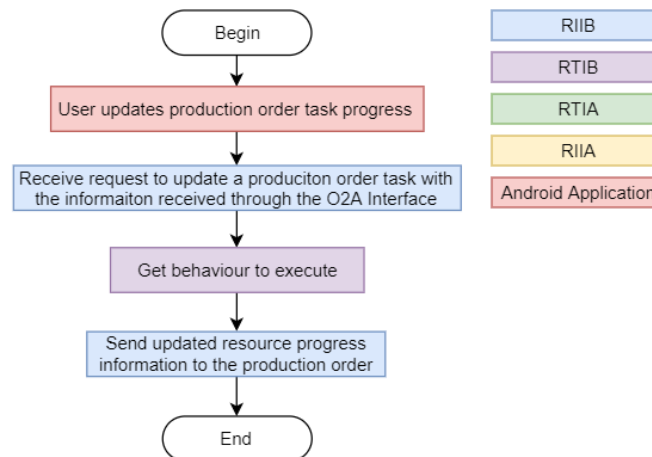 Begin
User updates production order task progress
Receive request to update a produciton order task with
the informaiton received through the O2A Interface
Get behaviour to execute
Send updated resource progress
information to the production order
End
RIIB
RTIB
RTIA
RIIA
Android Application